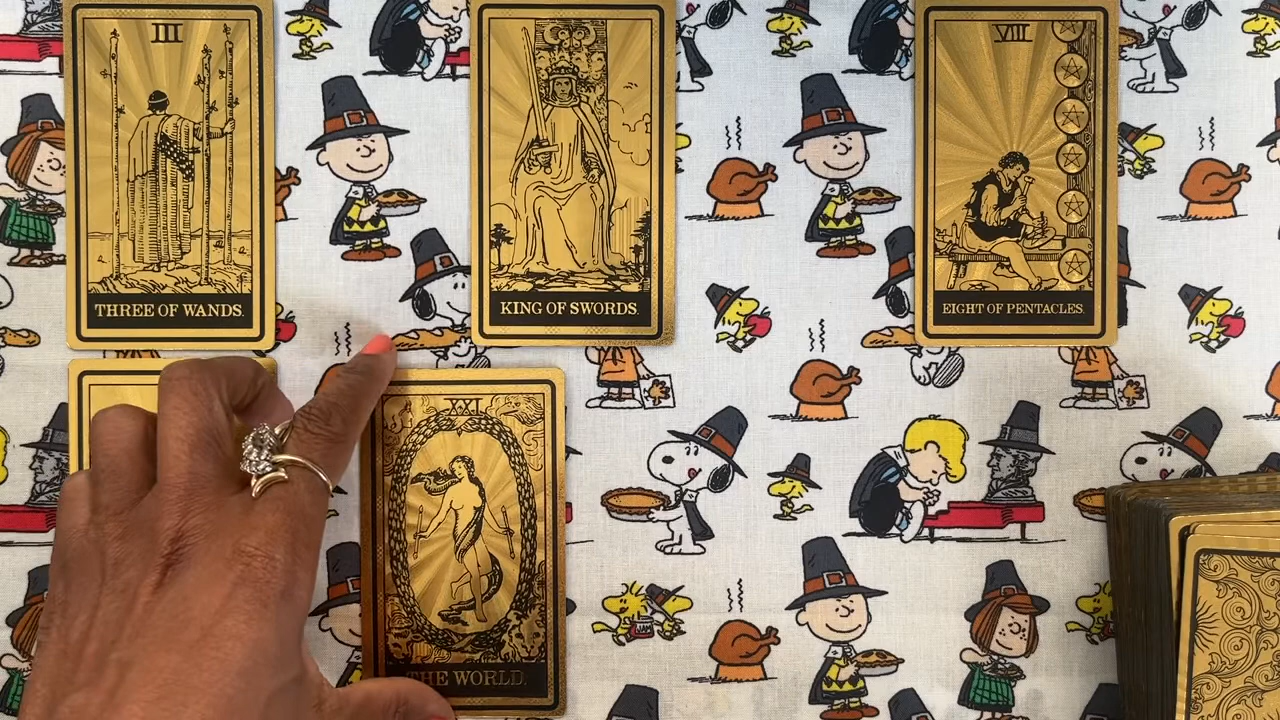 III
THREE OF WANDS.
KING OF SWORDS.
VIII
EIGHT OF PENTACLES.
XXI
THE WORLD.